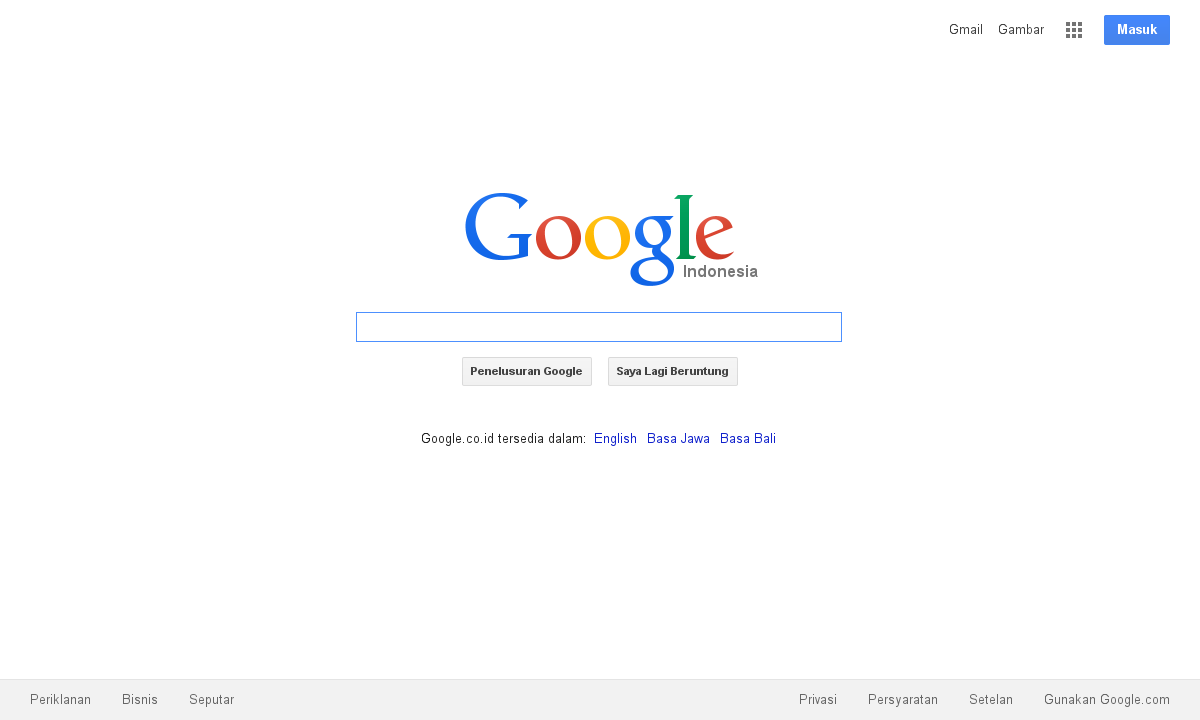 Gmail Gambar Masuk
Google
Indonesia
Penelusuran Google Saya Lagi Beruntung
Google.co.id tersedia dalam: English Basa Jawa Basa Bali
Periklanan Bisnis Seputar Privasi Persyaratan Setelan Gunakan Google.com